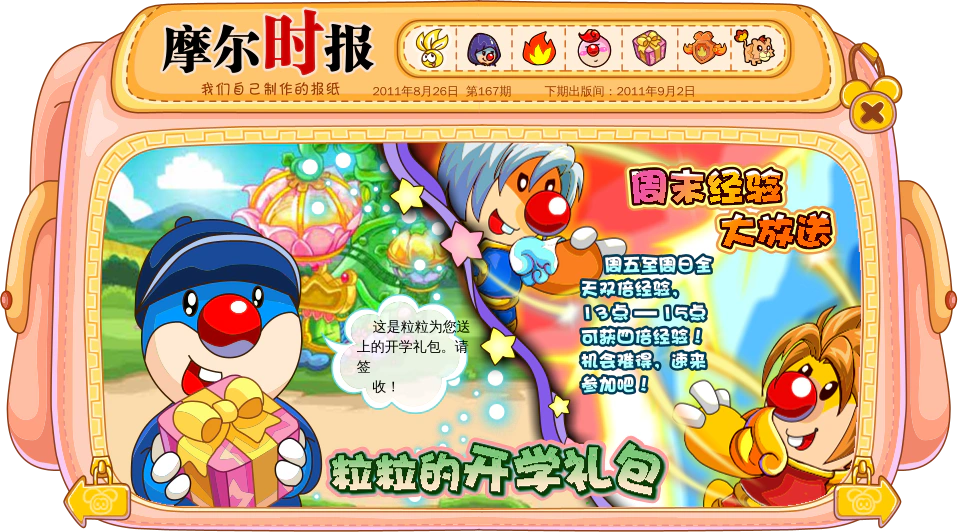 摩尔时报
我们自己制作的报纸
2011年8月26日 第167期 下期出版间：2011年9月2日
周末经验
大放送
周五至周日全
天双倍经验，
13点—15点
可获四倍经验！
机会难得，速来
参加吧！
这是粒粒为您送
上的开学礼包。请
签
收！
粒粒的开学礼包